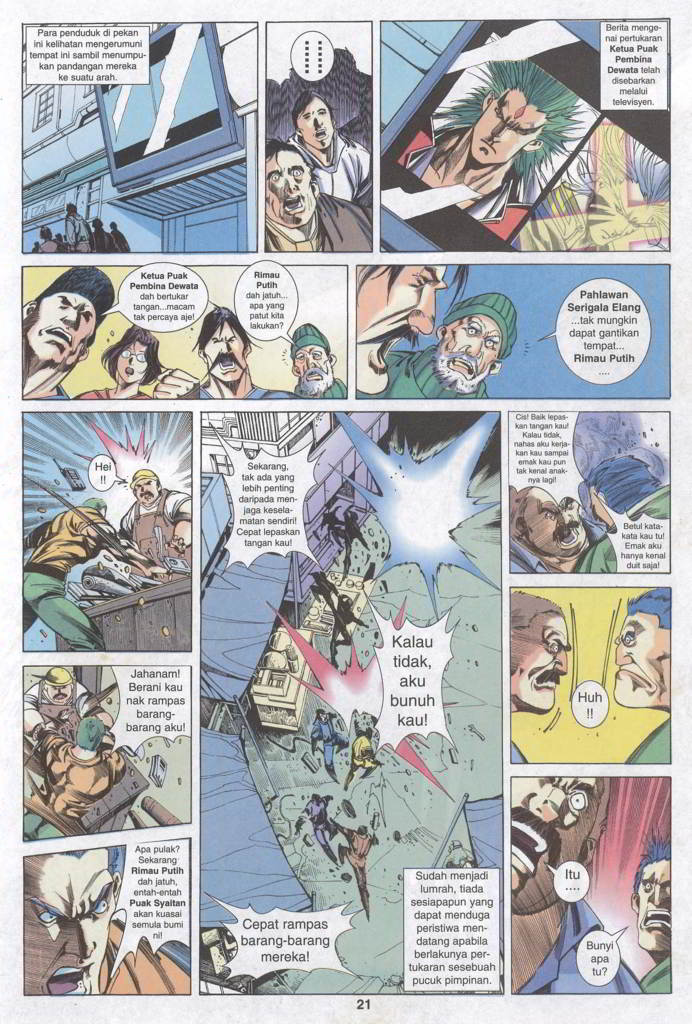 Para penduduk di pekan
ini kelihatan mengerumuni
tempat ini sambil menumpu-
kan pandangan mereka
ke suatu arah.
Berita menge-
nai pertukaran
Ketua Puak
Pembina
Dewata telah
disebarkan
melalui
televisyen.
Ketua Puak
Pembina Dewata
dah bertukar
tangan...macam
tak percaya aje!
Rimau
Putih
dah jatuh...
apa yang
patut kita
lakukan?
Pahlawan
Serigala Elang
...tak mungkin
dapat gantikan
tempat...
Rimau Putih
....
Hei
!!
Jahanam!
Berani kau
nak rampas
barang-
barang aku!
Apa pulak?
Sekarang
Rimau Putih
dah jatuh,
entah-entah
Puak Syaitan
akan kuasai
semula bumi
ni!
Sekarang,
tak ada yang
lebih penting
daripada men-
jaga kesela-
matan sendiri!
Cepat lepaskan
tangan kau!
Kalau
tidak,
aku
bunuh
kau!
Cepat rampas
barang-barang
mereka!
Sudah menjadi
lumrah, tiada
sesiapapun yang
dapat menduga
peristiwa men-
datang apabila
berlakunya per-
tukaran sesebuah
pucuk pimpinan.
Cis! Baik lepas-
kan tangan kau!
Kalau tidak,
nahas aku kerja-
kan kau sampai
emak kau pun
tak kenal anak-
nya lagi!
Betul kata-
kata kau tu!
Emak aku
hanya kenal
duit saja!
Huh
!!
Itu
....
Bunyi
apa
tu?
21